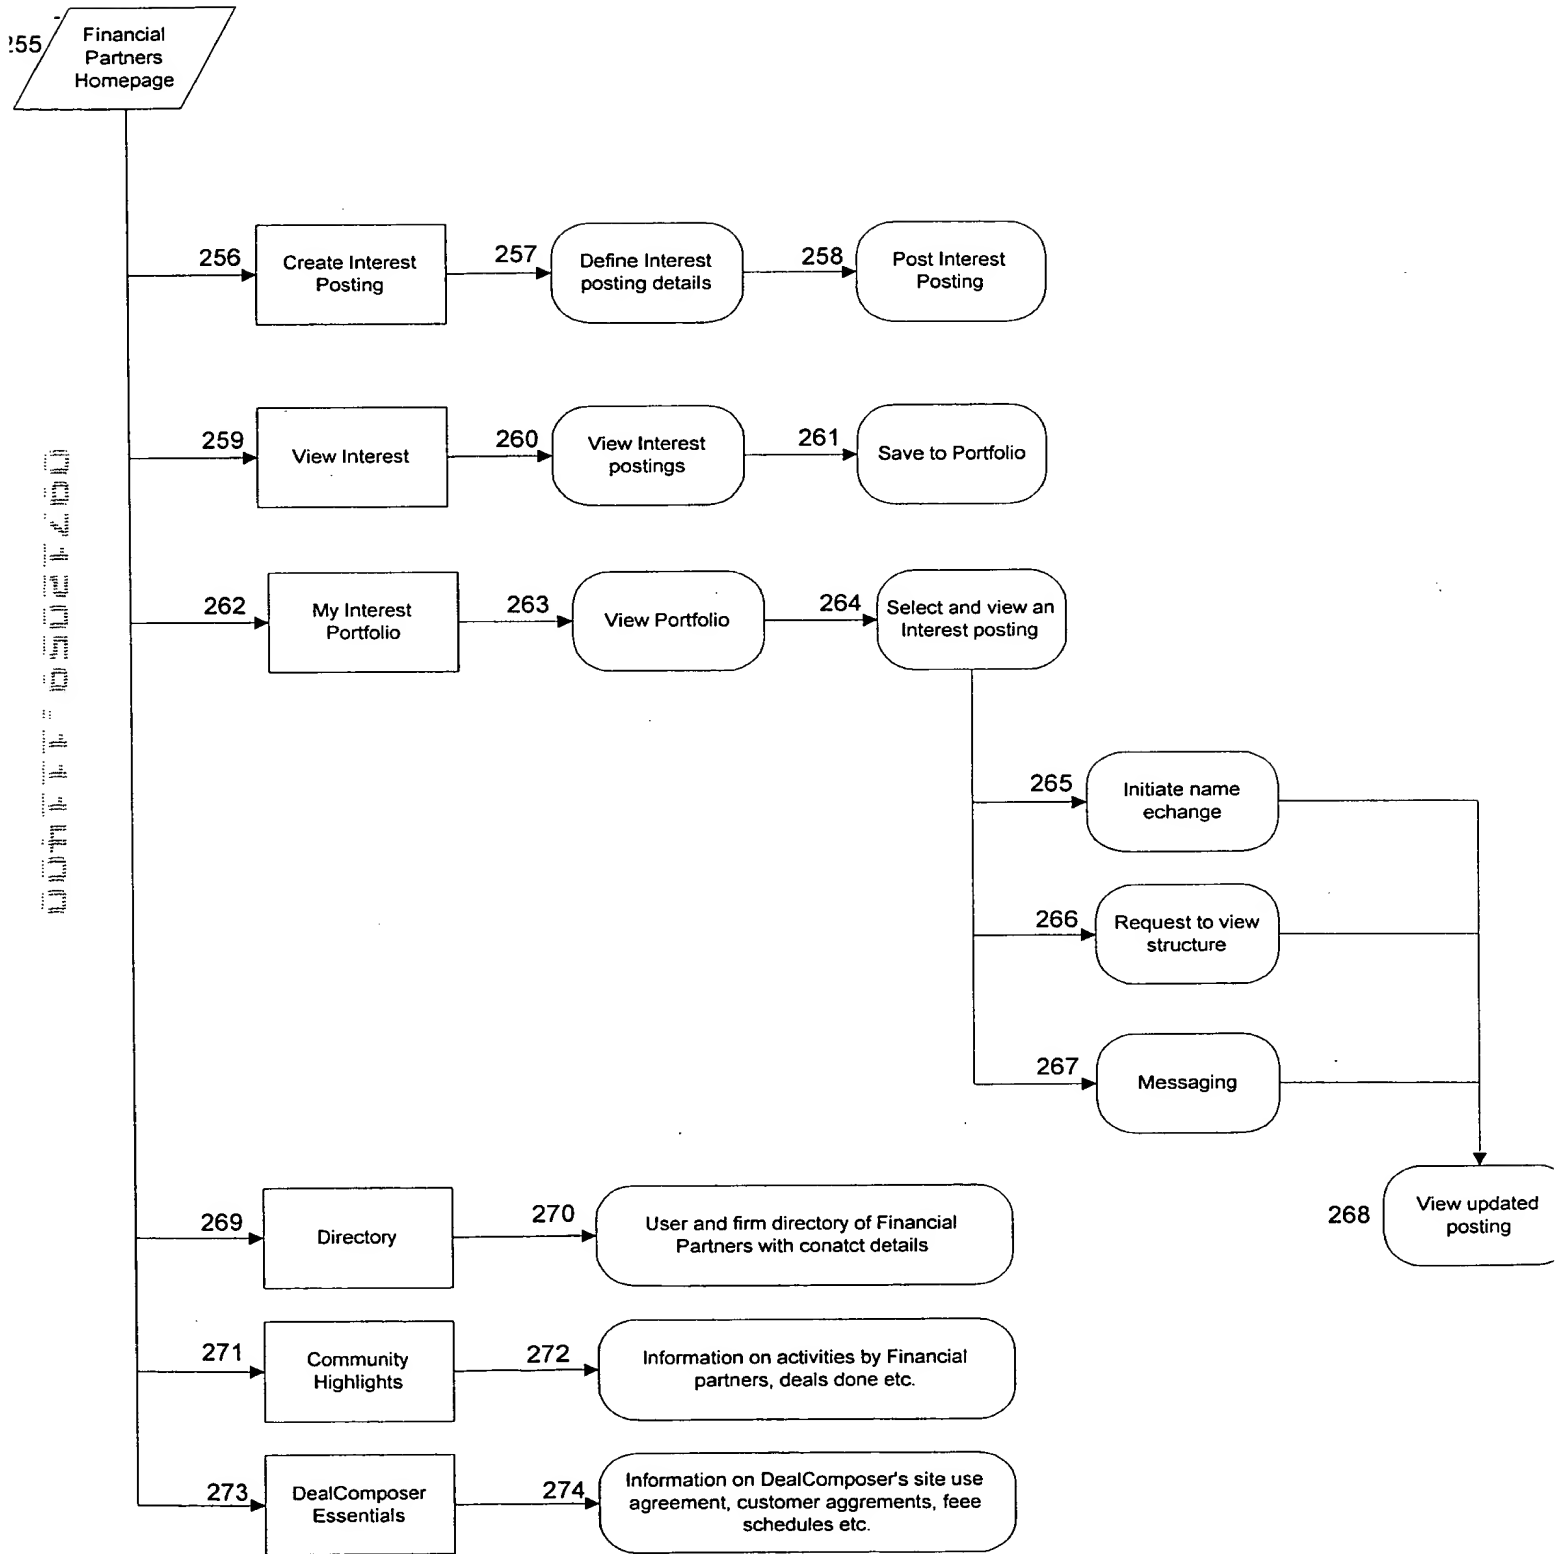 255
Financial
Partners
Homepage
256
Create Interest
Posting
257
Define Interest
posting details
258
Post Interest
Posting
259
View Interest
260
View Interest
postings
261
Save to Portfolio
262
My Interest
Portfolio
263
View Portfolio
264
Select and view an
Interest posting
265
Initiate name
echange
266
Request to view
structure
267
Messaging
268
View updated
posting
269
Directory
270
User and firm directory of Financial
Partners with conatct details
271
Community
Highlights
272
Information on activities by Financial
partners, deals done etc.
273
DealComposer
Essentials
274
Information on DealComposer's site use
agreement, customer aggrements, feee
schedules etc.